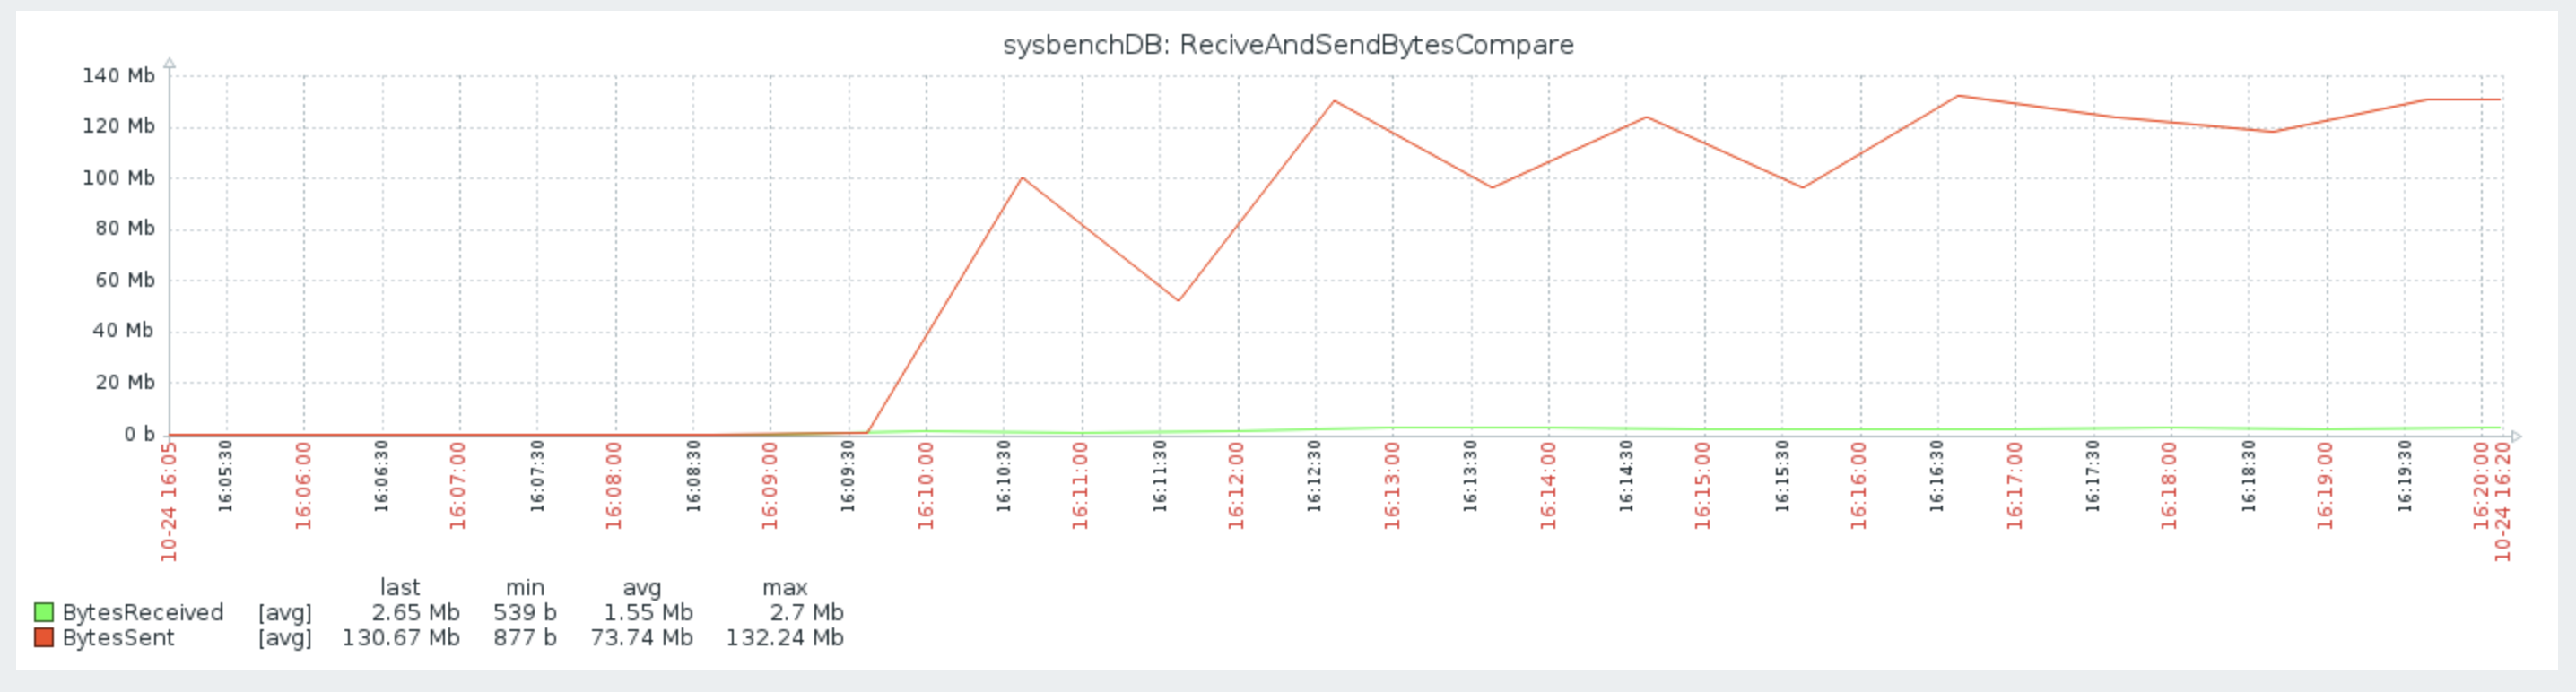 sysbenchDB: ReciveAndSendBytesCompare
140 Mb
120 Mb
100 Mb
80 Mb
60 Mb
40 Mb
20 Mb
0 b
10-24 16:05
16:05:30
16:06:00
16:06:30
16:07:00
16:07:30
16:08:00
16:08:30
16:09:00
16:09:30
16:10:00
16:10:30
16:11:00
16:11:30
16:12:00
16:12:30
16:13:00
16:13:30
16:14:00
16:14:30
16:15:00
16:15:30
16:16:00
16:16:30
16:17:00
16:17:30
16:18:00
16:18:30
16:19:00
16:19:30
16:20:00
10-24 16:20
last min avg max
BytesReceived [avg] 2.65 Mb 539 b 1.55 Mb 2.7 Mb
BytesSent [avg] 130.67 Mb 877 b 73.74 Mb 132.24 Mb